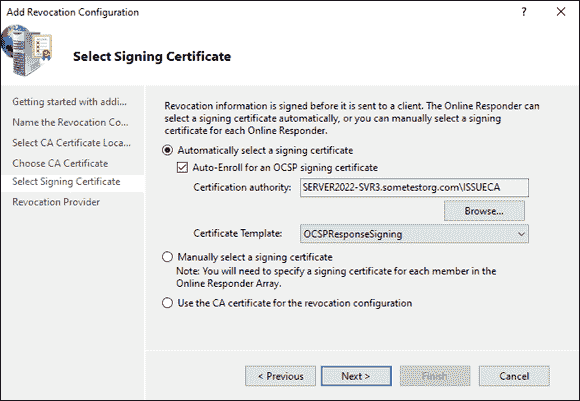 Add Revocation Configuration
? ×
Select Signing Certificate
Getting started with addi...
Name the Revocation Co...
Select CA Certificate Loca...
Choose CA Certificate
Select Signing Certificate
Revocation Provider
Revocation information is signed before it is sent to a client. The Online Responder can
select a signing certificate automatically, or you can manually select a signing
certificate for each Online Responder.
Automatically select a signing certificate
Auto-Enroll for an OCSP signing certificate
Certification authority: SERVER2022-SVR3.sometestorg.com\ISSUECA
Browse...
Certificate Template: OCSPResponseSigning
Manually select a signing certificate
Note: You will need to specify a signing certificate for each member in the
Online Responder Array.
Use the CA certificate for the revocation configuration
< Previous Next > Finish Cancel